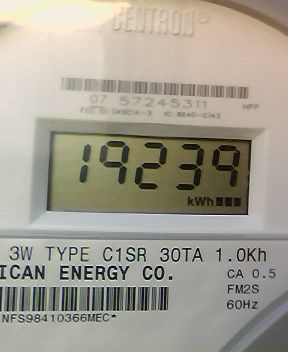 CENTRON®
07 57245311
HPP
19239
kWh
3W TYPE C1SR 30TA 1.0Kh
ICAN ENERGY CO.
CA 0.5
FM2S
60Hz
NFS98410366MEC*